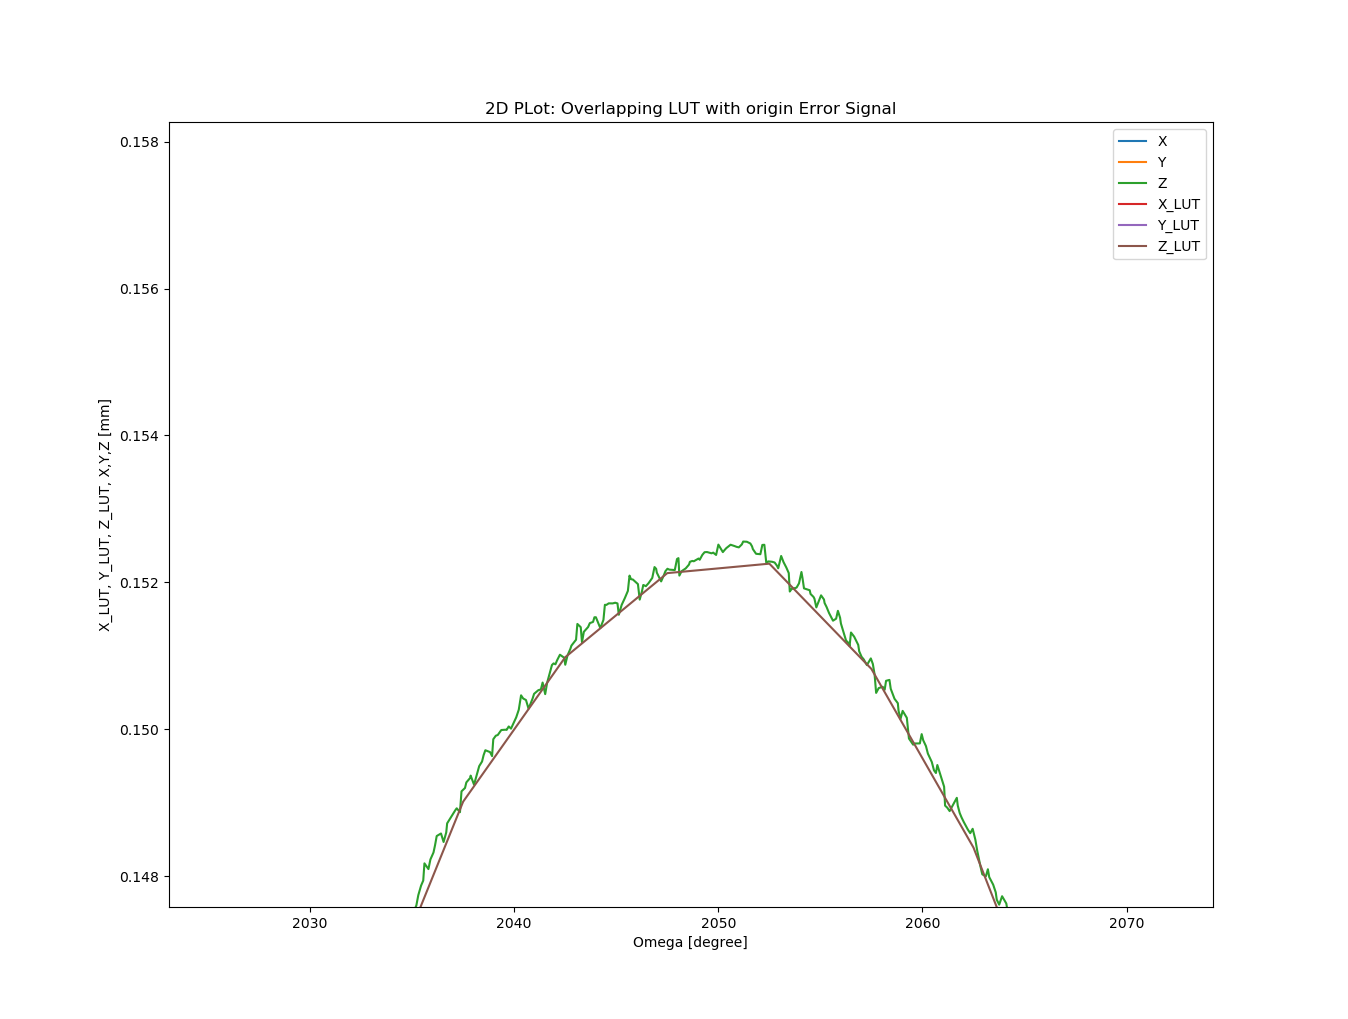 2D PLot: Overlapping LUT with origin Error Signal
X
Y
Z
X_LUT
Y_LUT
Z_LUT
0.158
0.156
0.154
0.152
0.150
0.148
X_LUT, Y_LUT, Z_LUT, X,Y,Z [mm]
2030
2040
2050
2060
2070
Omega [degree]